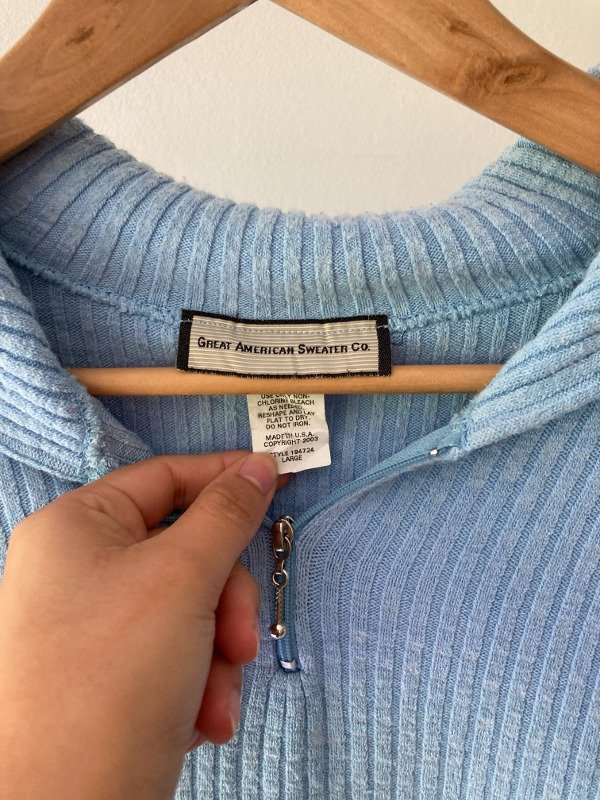 GREAT AMERICAN SWEATER CO.
USE ONLY NON-
CHLORINE BLEACH
AS NEEDED.
RESHAPE AND LAY
FLAT TO DRY.
DO NOT IRON.
MADE IN U.S.A.
COPYRIGHT 2003
STYLE 194724
LARGE